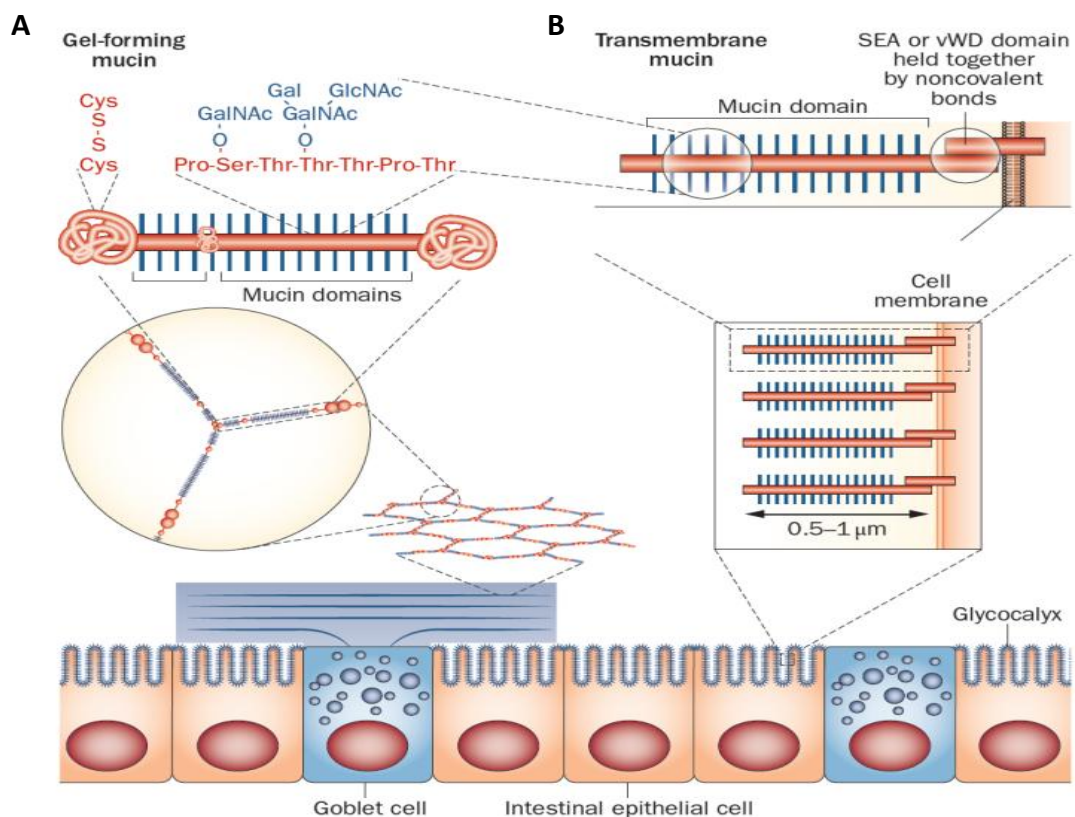 A
Gel-forming
mucin
Cys
S
S
Cys
Gal GlcNAc
GalNAc GalNAc
O O
Pro-Ser-Thr-Thr-Thr-Pro-Thr
Mucin domains
B
Transmembrane
mucin
SEA or vWD domain
held together
by noncovalent
bonds
Mucin domain
Cell
membrane
0.5–1 μm
Glycocalyx
Goblet cell
Intestinal epithelial cell